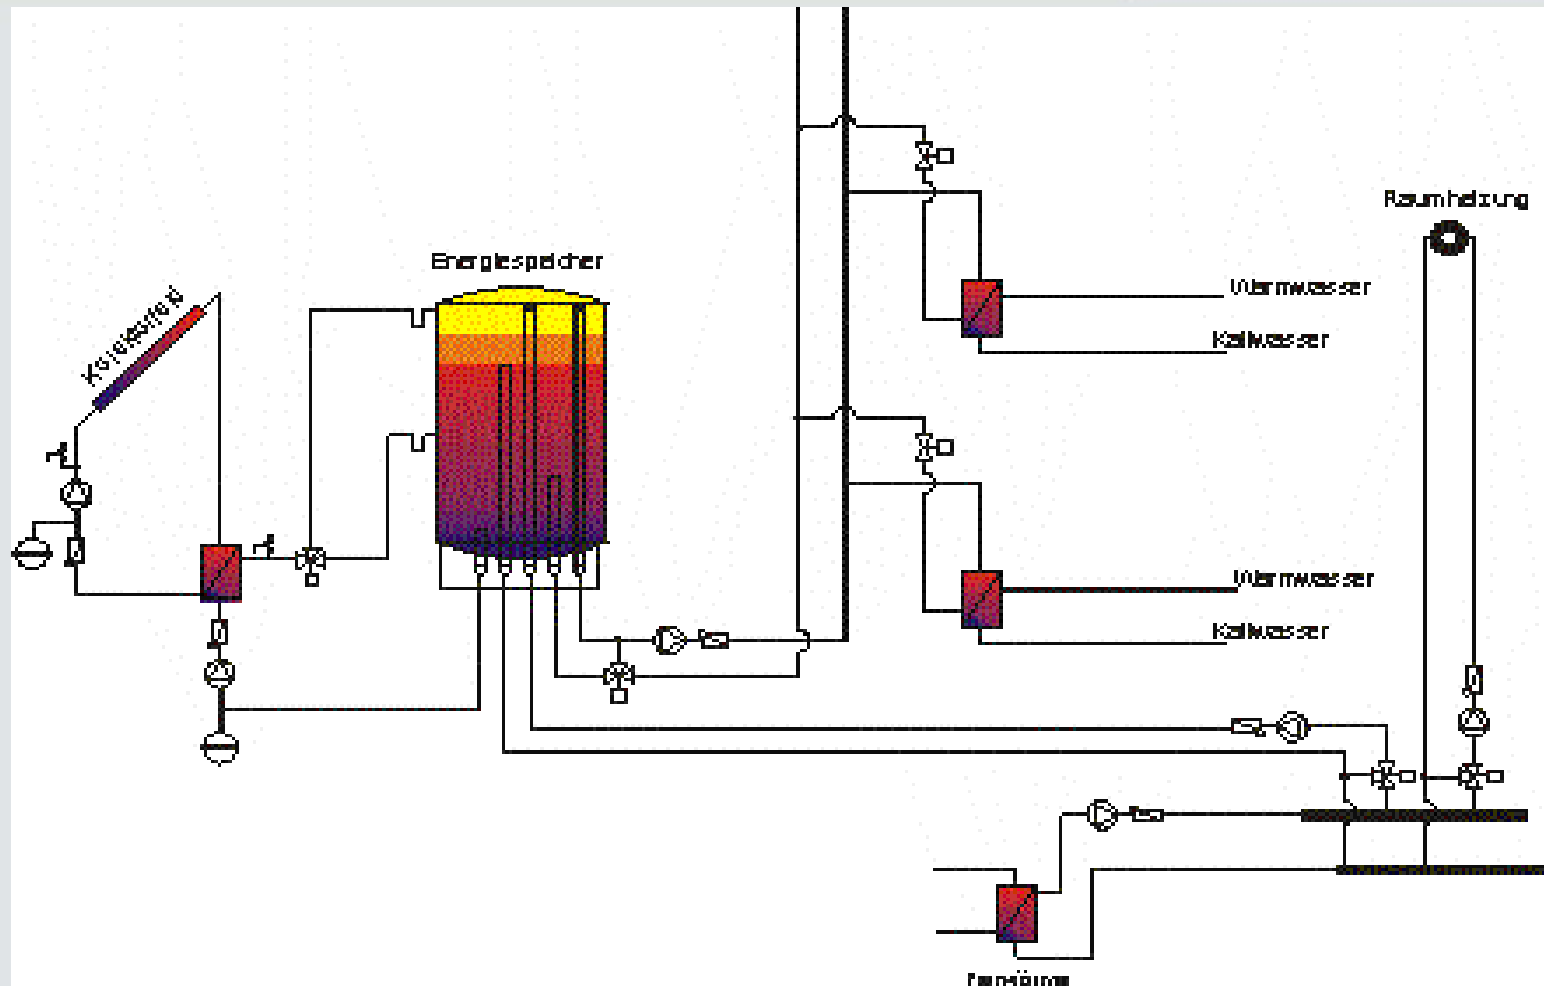 Raumheizung
Energiespeicher
Kollektorfeld
Warmwasser
Kaltwasser
Warmwasser
Kaltwasser
Fernwärme